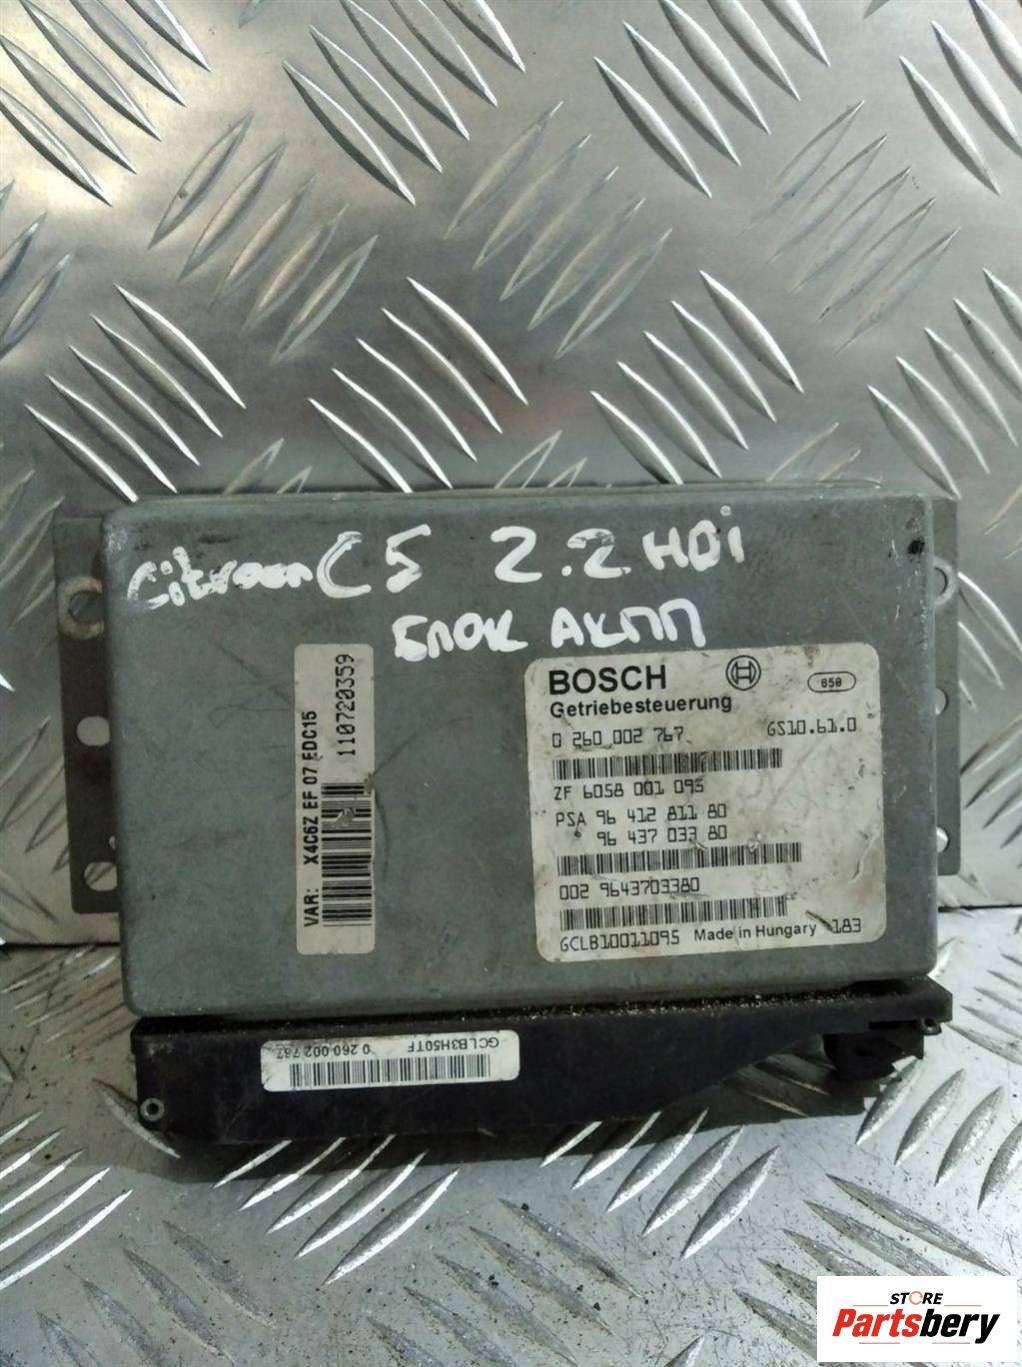 Citroen C5 2.2 HDi
БЛОК АКПП
VAR: X4C6Z EF 07 EDC15
110720359
BOSCH
650
Getriebesteuerung
0 260 002 767 GS10.61.0
ZF 6058 001 095
PSA 96 412 811 80
* 96 437 033 80
002 9643703380
GCLB10011095 Made in Hungary 183
GCLB3H50TF
0 260 002 767
STORE
Partsbery